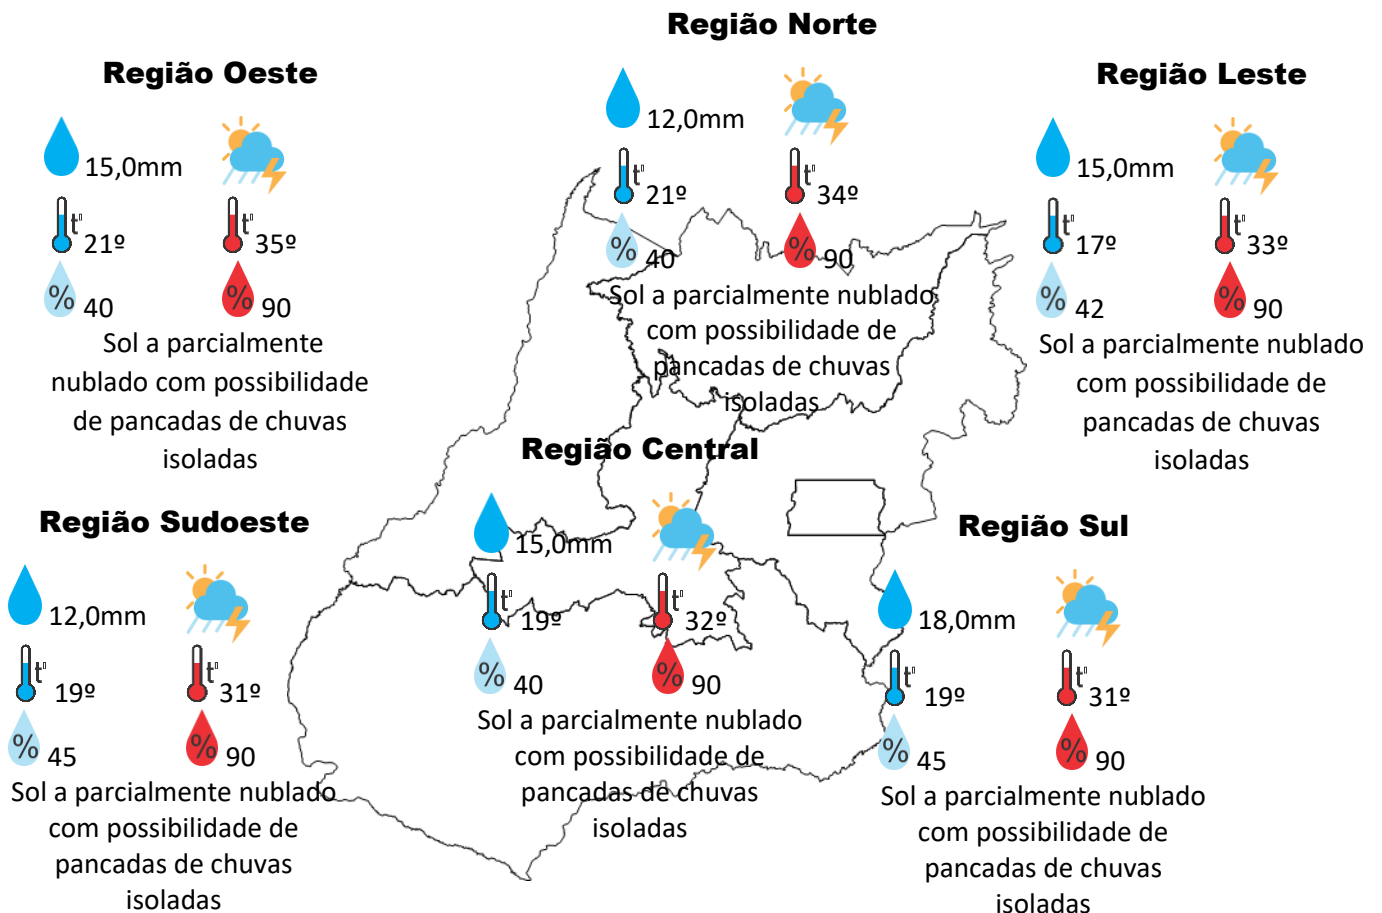 Região Norte
12,0mm
t°
21º
34º
%
40
%
90
Sol a parcialmente nublado
com possibilidade de
pancadas de chuvas
isoladas
Região Oeste
15,0mm
t°
21º
35º
%
40
%
90
Sol a parcialmente
nublado com possibilidade
de pancadas de chuvas
isoladas
Região Leste
15,0mm
t°
17º
t°
33º
%
42
%
90
Sol a parcialmente nublado
com possibilidade de
pancadas de chuvas
isoladas
Região Central
15,0mm
t°
19º
t°
32º
%
40
%
90
Sol a parcialmente nublado
com possibilidade de
pancadas de chuvas
isoladas
Região Sudoeste
12,0mm
t°
19º
t°
31º
%
45
%
90
Sol a parcialmente nublado
com possibilidade de
pancadas de chuvas
isoladas
Região Sul
18,0mm
t°
19º
t°
31º
%
45
%
90
Sol a parcialmente nublado
com possibilidade de
pancadas de chuvas
isoladas